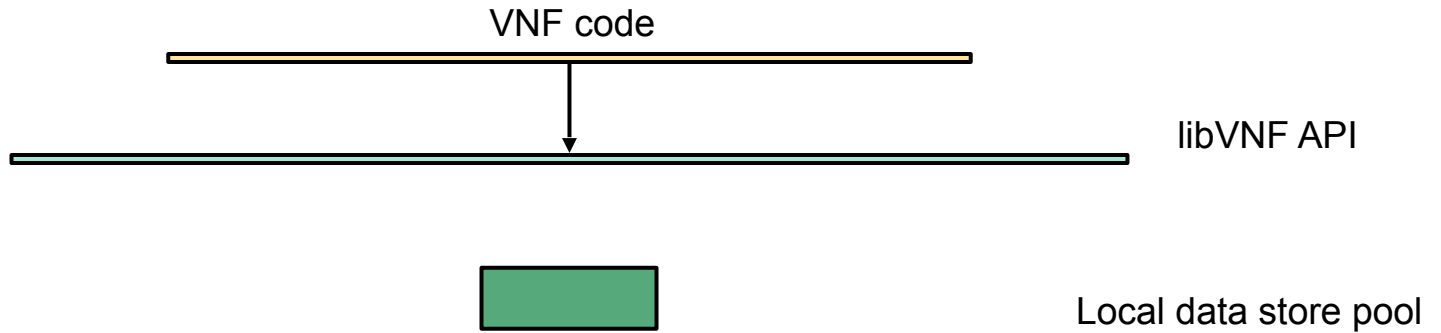 VNF code
libVNF API
Local data store pool